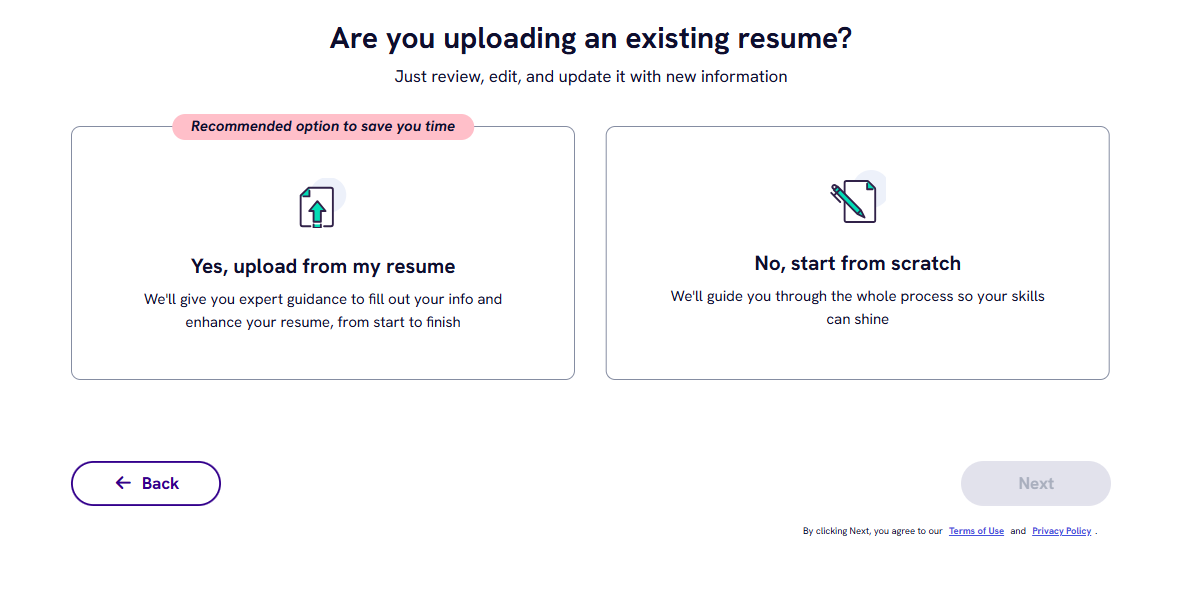 Are you uploading an existing resume?
Just review, edit, and update it with new information
Recommended option to save you time
Yes, upload from my resume
We'll give you expert guidance to fill out your info and
enhance your resume, from start to finish
No, start from scratch
We'll guide you through the whole process so your skills
can shine
Back
Next
By clicking Next, you agree to our Terms of Use and Privacy Policy .